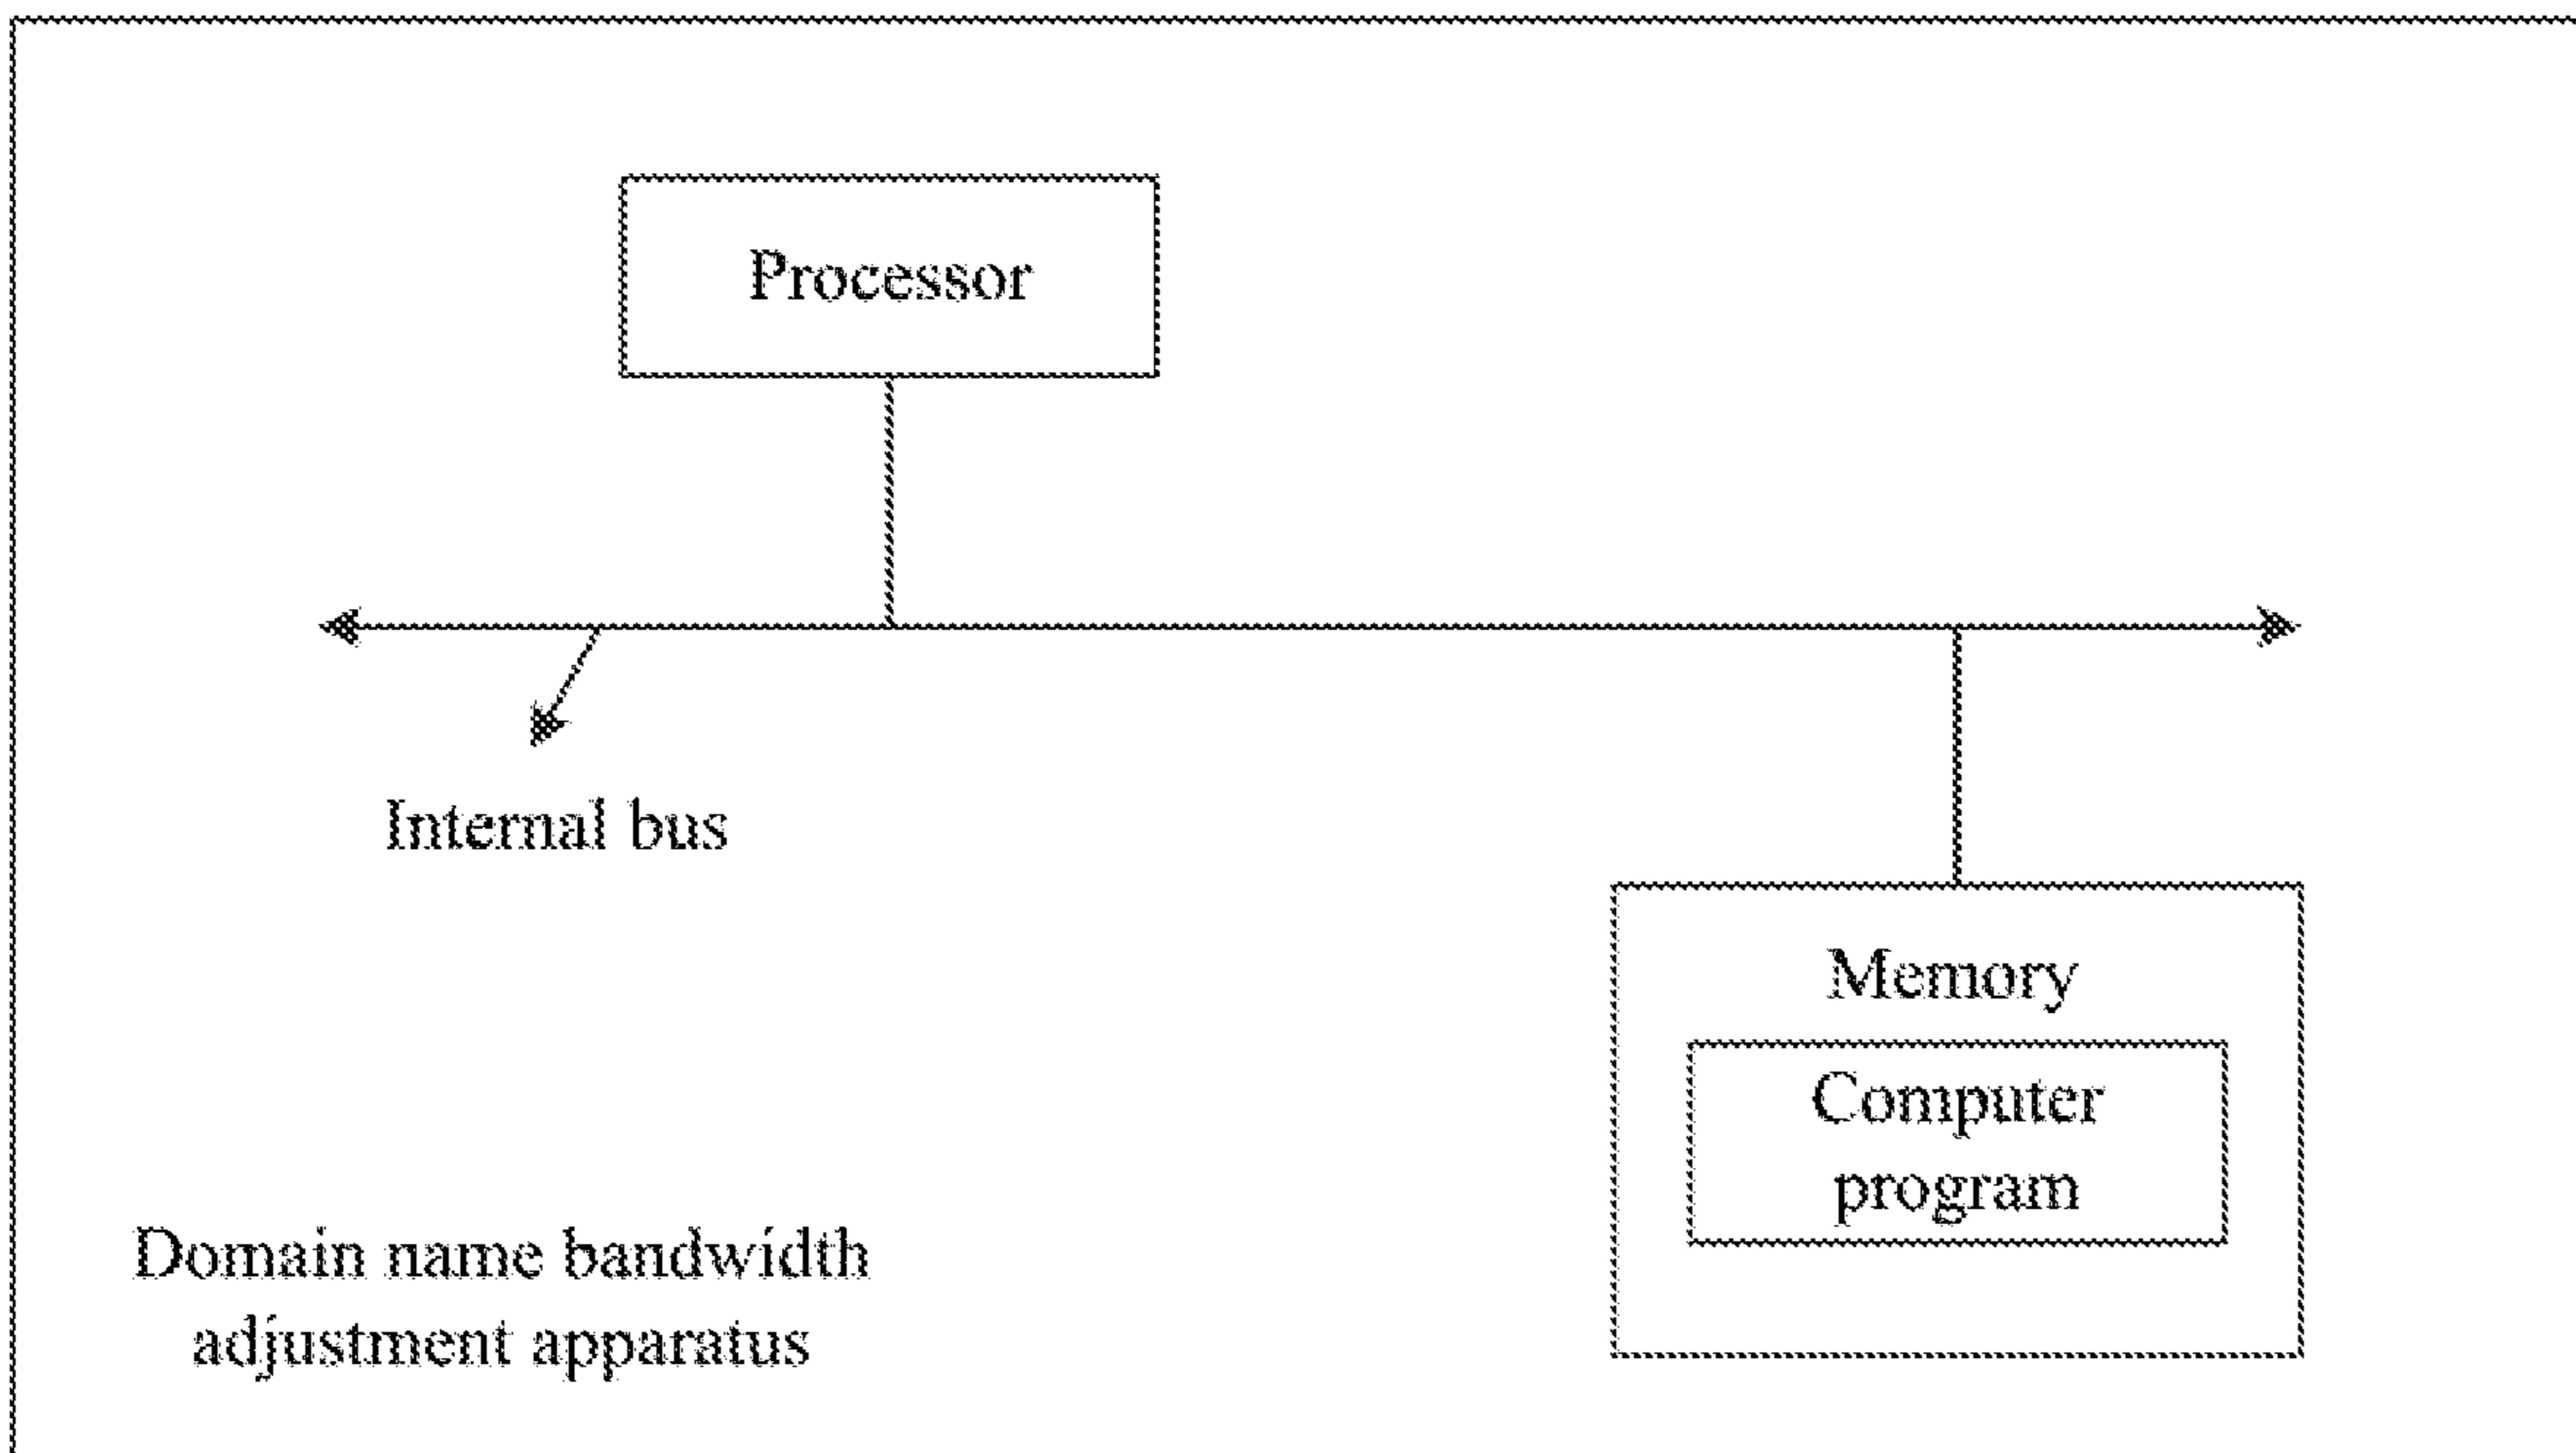 Processor
Internal bus
Memory
Computer
program
Domain name bandwidth
adjustment apparatus